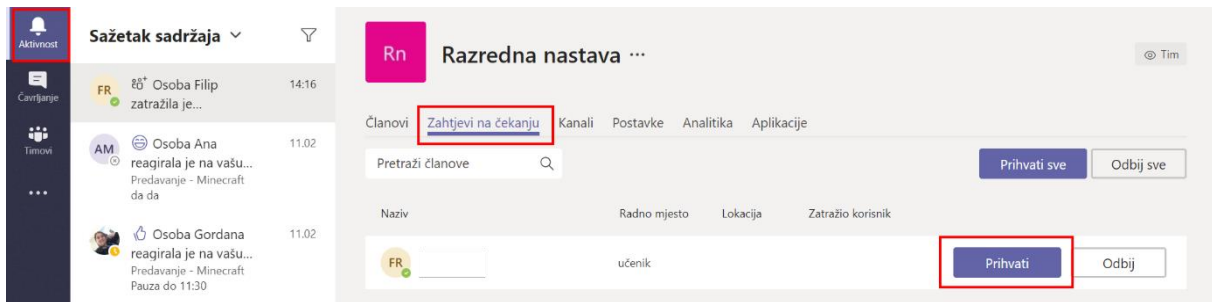 Aktivnost
Čavrljanje
Timovi
Sažetak sadržaja
FR
Osoba Filip
14:16
zatražila je...
AM
Osoba Ana
11.02
reagirala je na vašu...
Predavanje - Minecraft
da da
Osoba Gordana
11.02
reagirala je na vašu...
Predavanje - Minecraft
Pauza do 11:30
Rn
Razredna nastava ...
Tim
Članovi Zahtjevi na čekanju Kanali Postavke Analitika Aplikacije
Pretraži članove
Prihvati sve Odbij sve
Naziv Radno mjesto Lokacija Zatražio korisnik
FR učenik Prihvati Odbij